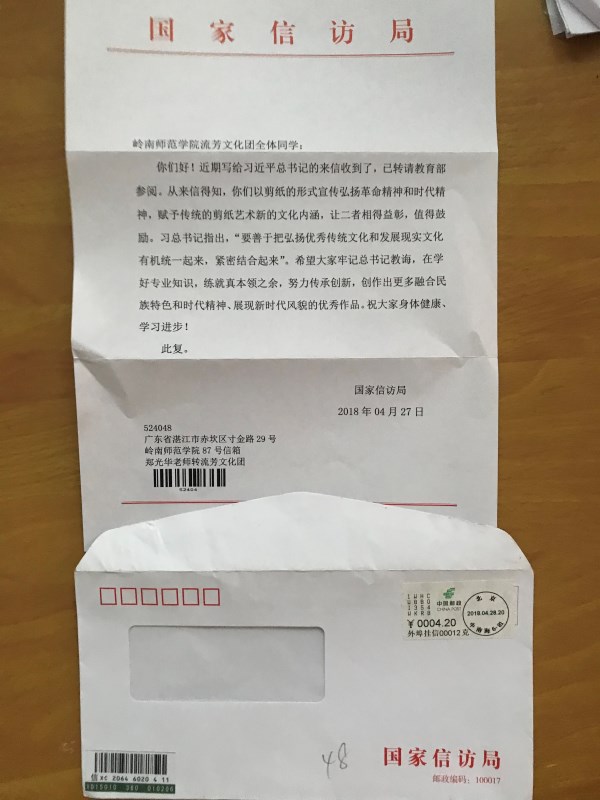 国家信访局
岭南师范学院流芳文化团全体同学：
你们好！近期写给习近平总书记的来信收到了，已转请教育部
参阅。从来信得知，你们以剪纸的形式宣传弘扬革命精神和时代精
神，赋予传统的剪纸艺术新的文化内涵，让二者相得益彰，值得鼓
励。习总书记指出，“要善于把弘扬优秀传统文化和发展现实文化
有机统一起来，紧密结合起来”。希望大家牢记总书记教诲，在学
好专业知识，练就真本领之余，努力传承创新，创作出更多融合民
族特色和时代精神、展现新时代风貌的优秀作品。祝大家身体健康、
学习进步！
此复。
国家信访局
2018年04月27日
524048
广东省湛江市赤坎区寸金路29号
岭南师范学院87号信箱
郑光华老师转流芳文化团
中国邮政
CHINA POST
¥0004.20
外埠挂信00012克
北京
2018.04.28.20
48
国家信访局
邮政编码：100017
信 XC 2064 6020 4 11